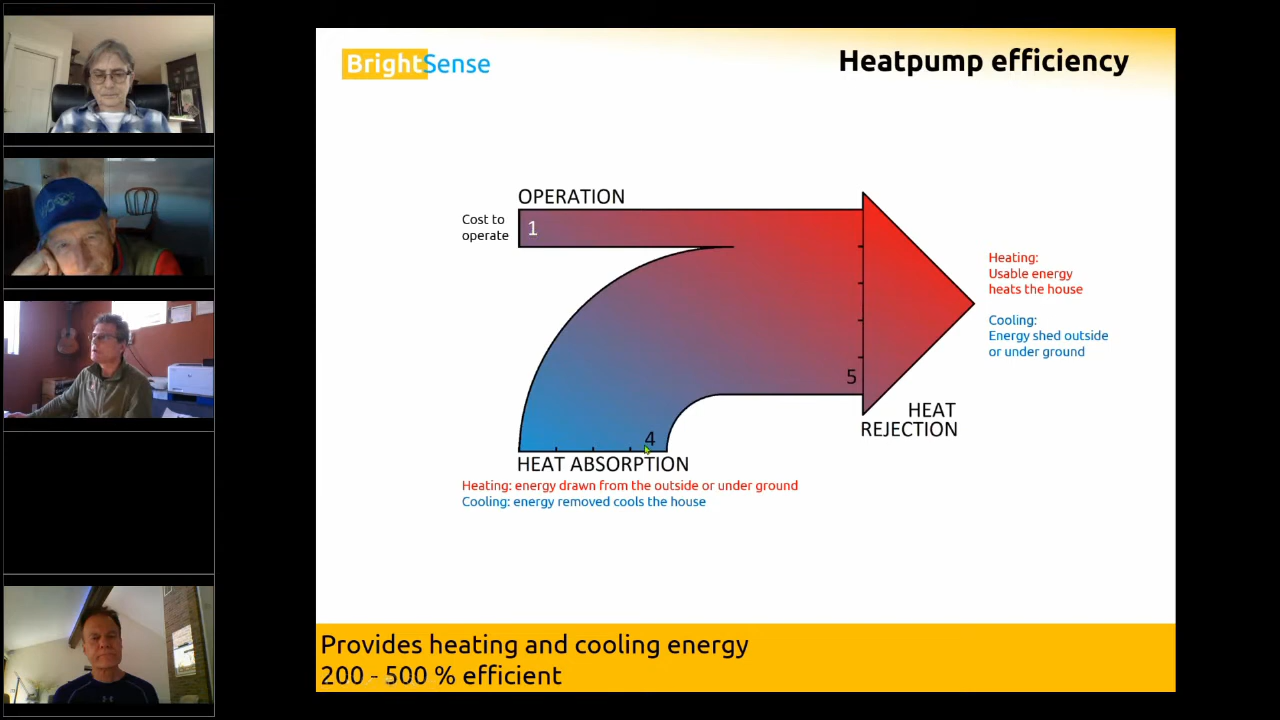 BrightSense
Heatpump efficiency
OPERATION
Cost to
operate
1
Heating:
Usable energy
heats the house
Cooling:
Energy shed outside
or under ground
5
HEAT
REJECTION
4
HEAT ABSORPTION
Heating: energy drawn from the outside or under ground
Cooling: energy removed cools the house
Provides heating and cooling energy
200 - 500 % efficient